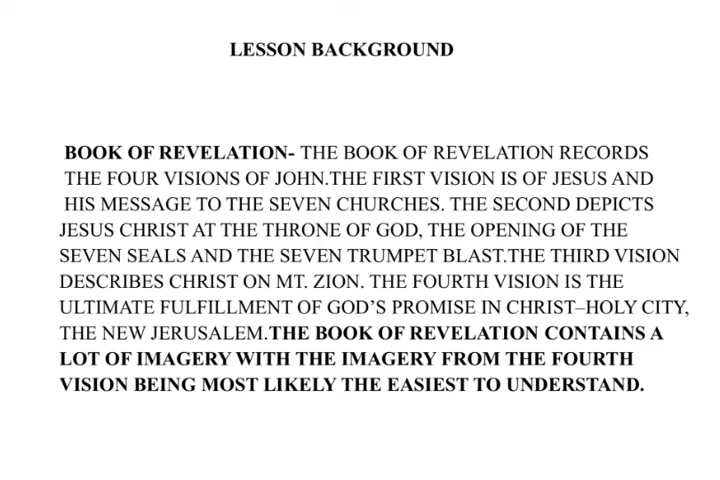 LESSON BACKGROUND
BOOK OF REVELATION- THE BOOK OF REVELATION RECORDS
THE FOUR VISIONS OF JOHN.THE FIRST VISION IS OF JESUS AND
HIS MESSAGE TO THE SEVEN CHURCHES. THE SECOND DEPICTS
JESUS CHRIST AT THE THRONE OF GOD, THE OPENING OF THE
SEVEN SEALS AND THE SEVEN TRUMPET BLAST.THE THIRD VISION
DESCRIBES CHRIST ON MT. ZION. THE FOURTH VISION IS THE
ULTIMATE FULFILLMENT OF GOD’S PROMISE IN CHRIST–HOLY CITY,
THE NEW JERUSALEM.THE BOOK OF REVELATION CONTAINS A
LOT OF IMAGERY WITH THE IMAGERY FROM THE FOURTH
VISION BEING MOST LIKELY THE EASIEST TO UNDERSTAND.